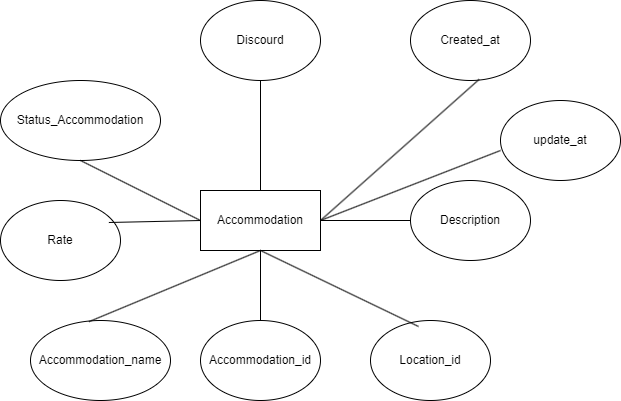 Discourd
Created_at
Status_Accommodation
update_at
Accommodation
Description
Rate
Accommodation_name
Accommodation_id
Location_id